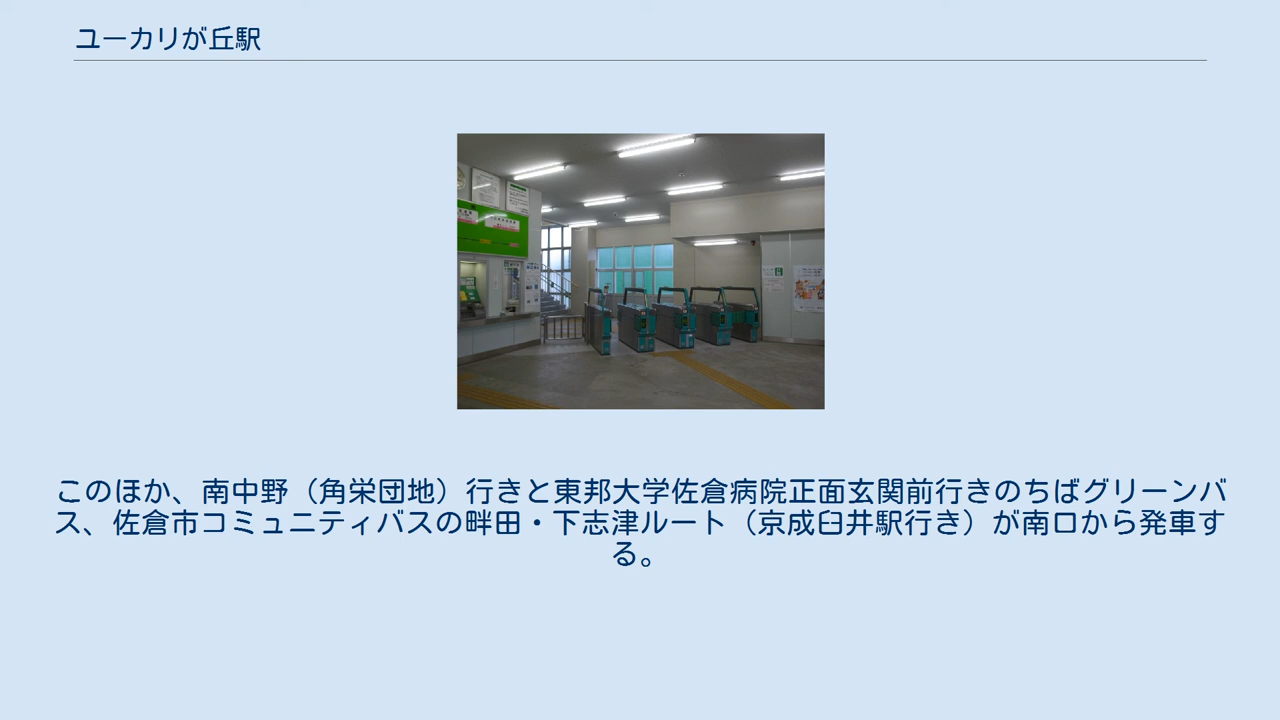 ユーカリが丘駅
このほか、南中野（角栄団地）行きと東邦大学佐倉病院正面玄関前行きのちばグリーンバ
ス、佐倉市コミュニティバスの畔田・下志津ルート（京成臼井駅行き）が南口から発車す
る。